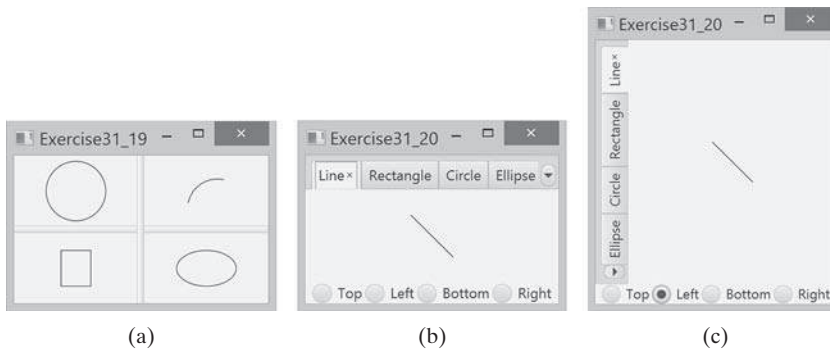 Exercise31_19
(a)
Exercise31_20
Line× Rectangle Circle Ellipse
Top Left Bottom Right
(b)
Exercise31_20
Line×
Rectangle
Circle
Ellipse
Top Left Bottom Right
(c)